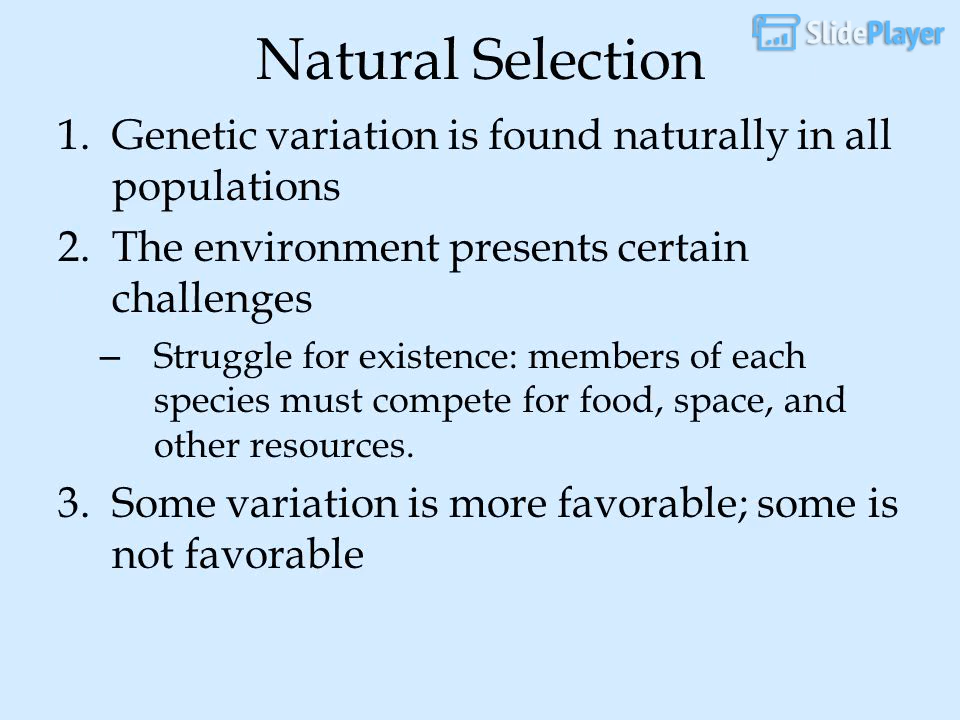 SlidePlayer
Natural Selection
1. Genetic variation is found naturally in all
populations
2. The environment presents certain
challenges
– Struggle for existence: members of each
species must compete for food, space, and
other resources.
3. Some variation is more favorable; some is
not favorable